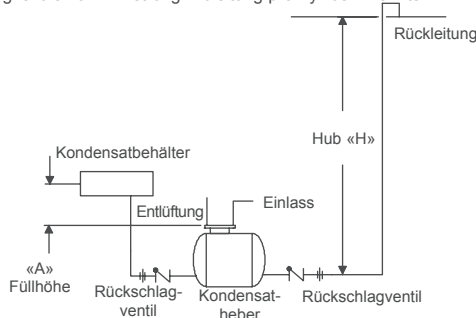 Rückleitung
Hub «H»
Kondensatbehälter
Entlüftung
Einlass
«A»
Füllhöhe
Rückschlag-
ventil
Kondensat-
heber
Rückschlagventil